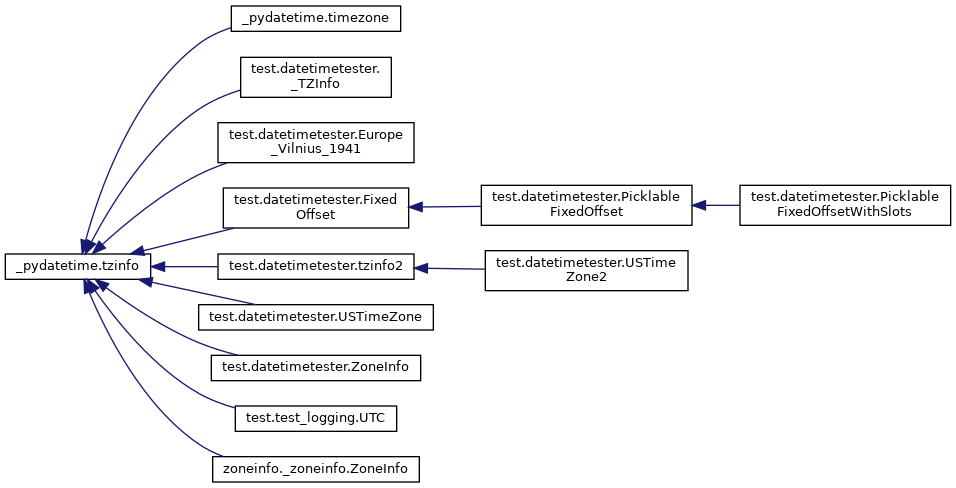 _pydatetime.timezone
test.datetimetester.
_TZInfo
test.datetimetester.Europe
_Vilnius_1941
test.datetimetester.Fixed
Offset
test.datetimetester.Picklable
FixedOffset
test.datetimetester.Picklable
FixedOffsetWithSlots
_pydatetime.tzinfo
test.datetimetester.tzinfo2
test.datetimetester.USTime
Zone2
test.datetimetester.USTimeZone
test.datetimetester.ZoneInfo
test.test_logging.UTC
zoneinfo._zoneinfo.ZoneInfo